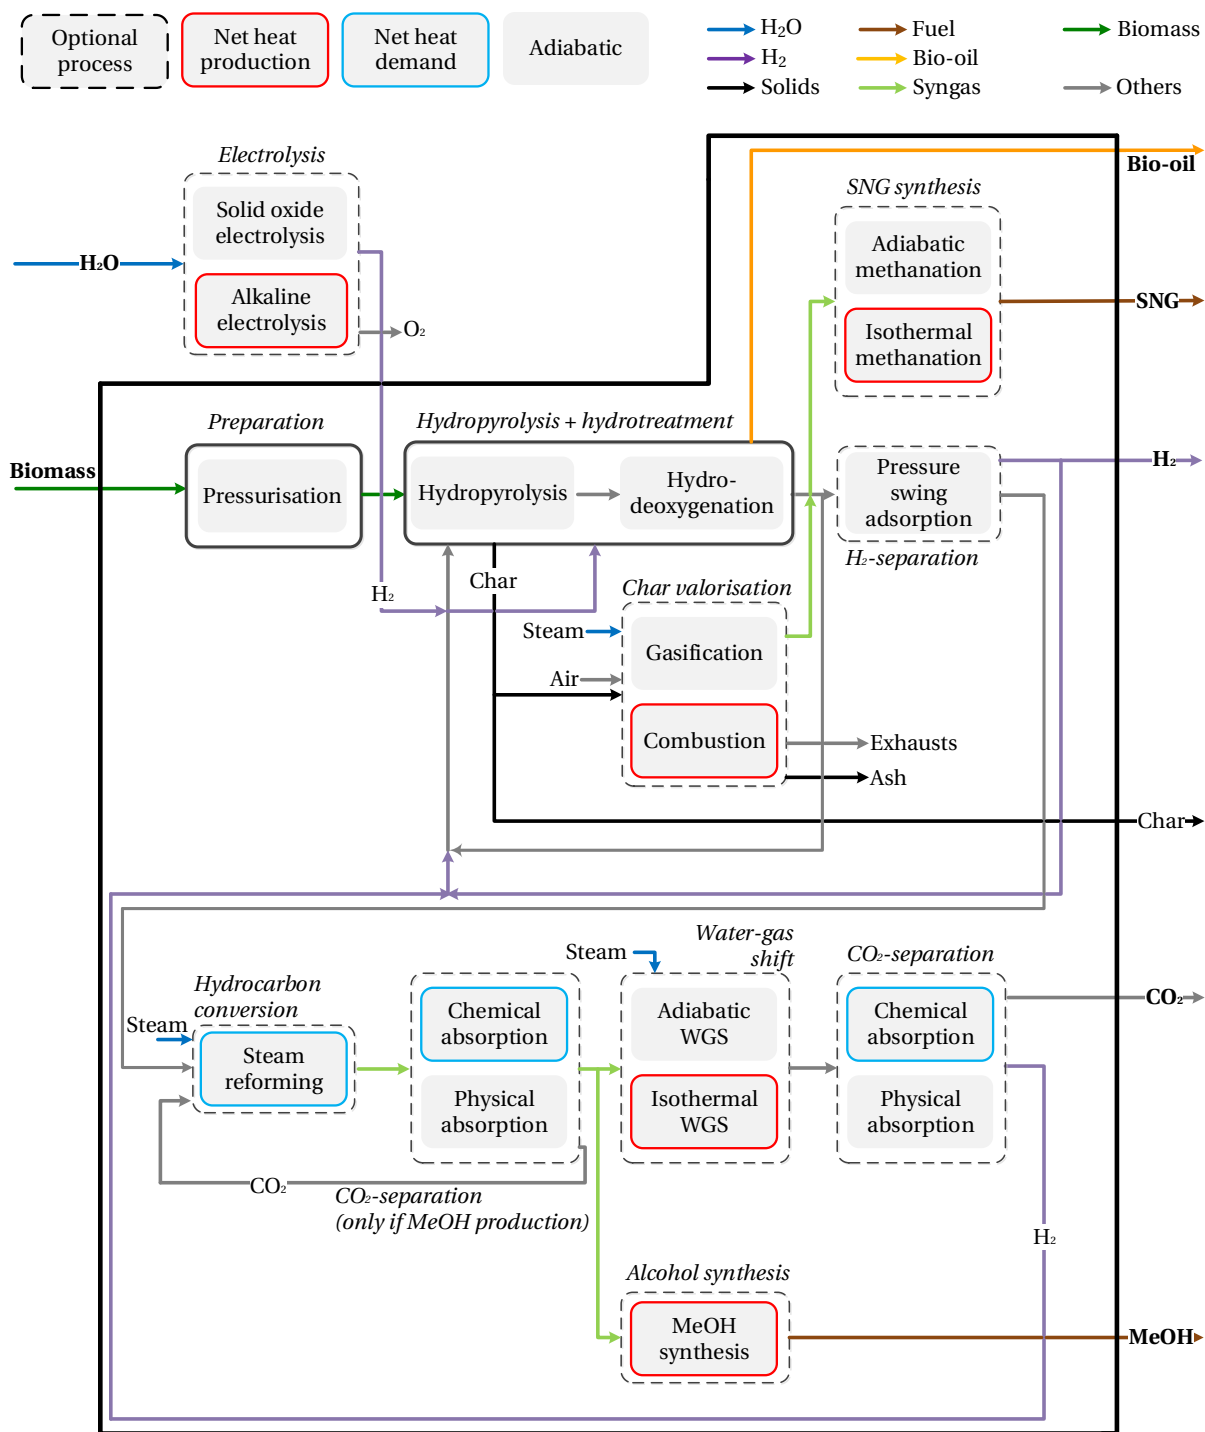 Optional
process
Net heat
production
Net heat
demand
Adiabatic
H₂O
H₂
Solids
Fuel
Bio-oil
Syngas
Biomass
Others
Electrolysis
Solid oxide
electrolysis
Alkaline
electrolysis
H₂O
O₂
Bio-oil
SNG synthesis
Adiabatic
methanation
Isothermal
methanation
SNG
Preparation
Biomass
Pressurisation
Hydropyrolysis + hydrotreatment
Hydropyrolysis
Hydro-
deoxygenation
Pressure
swing
adsorption
H₂-separation
H₂
H₂
Char
Char valorisation
Steam
Gasification
Air
Combustion
Exhausts
Ash
Char
Hydrocarbon
conversion
Steam
Steam
reforming
Chemical
absorption
Physical
absorption
CO₂
CO₂-separation
(only if MeOH production)
Steam
Water-gas
shift
Adiabatic
WGS
Isothermal
WGS
CO₂-separation
Chemical
absorption
Physical
absorption
CO₂
H₂
Alcohol synthesis
MeOH
synthesis
MeOH